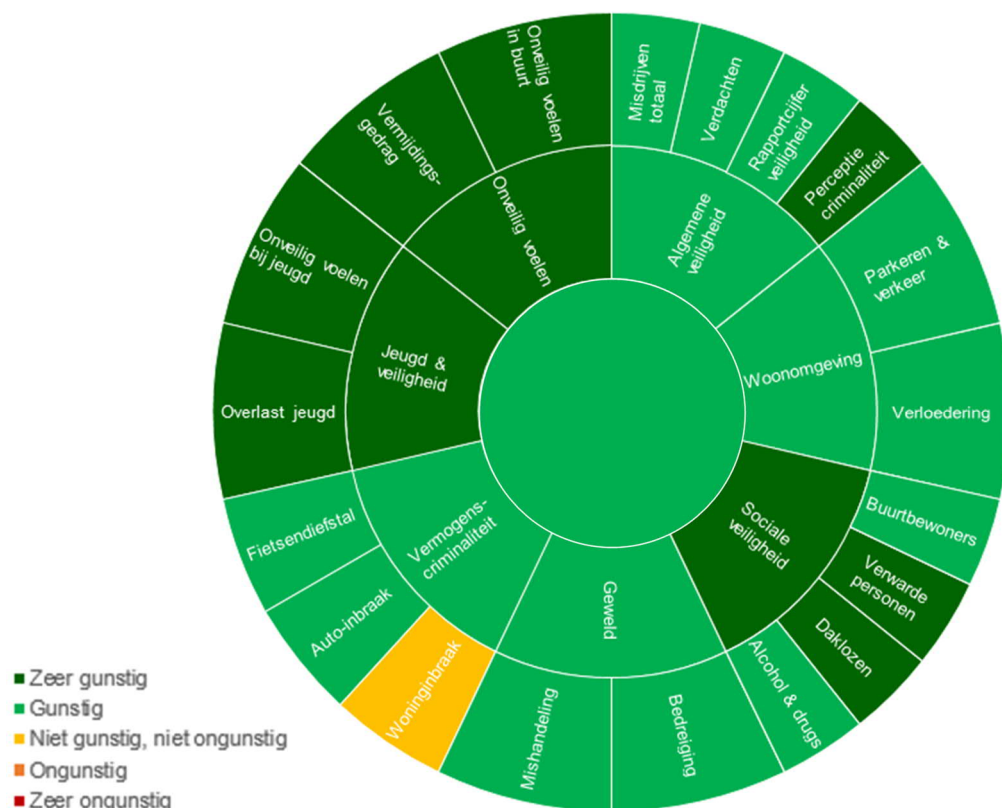 Misdrijven
totaal
Verdachten
Rapportcijfer
veiligheid
Perceptie
criminaliteit
Parkeren &
verkeer
Verloedering
Buurtbewoners
Verwarde
personen
Daklozen
Alcohol & drugs
Bedreiging
Mishandeling
Woninginbraak
Auto-inbraak
Fietsendiefstal
Overlast jeugd
Onveilig voelen
bij jeugd
Vermijdings-
gedrag
Onveilig voelen
in buurt
Algemene
veiligheid
Woonomgeving
Sociale
veiligheid
Geweld
Vermogens-
criminaliteit
Jeugd &
veiligheid
Onveilig voelen
Zeer gunstig
Gunstig
Niet gunstig, niet ongunstig
Ongunstig
Zeer ongunstig